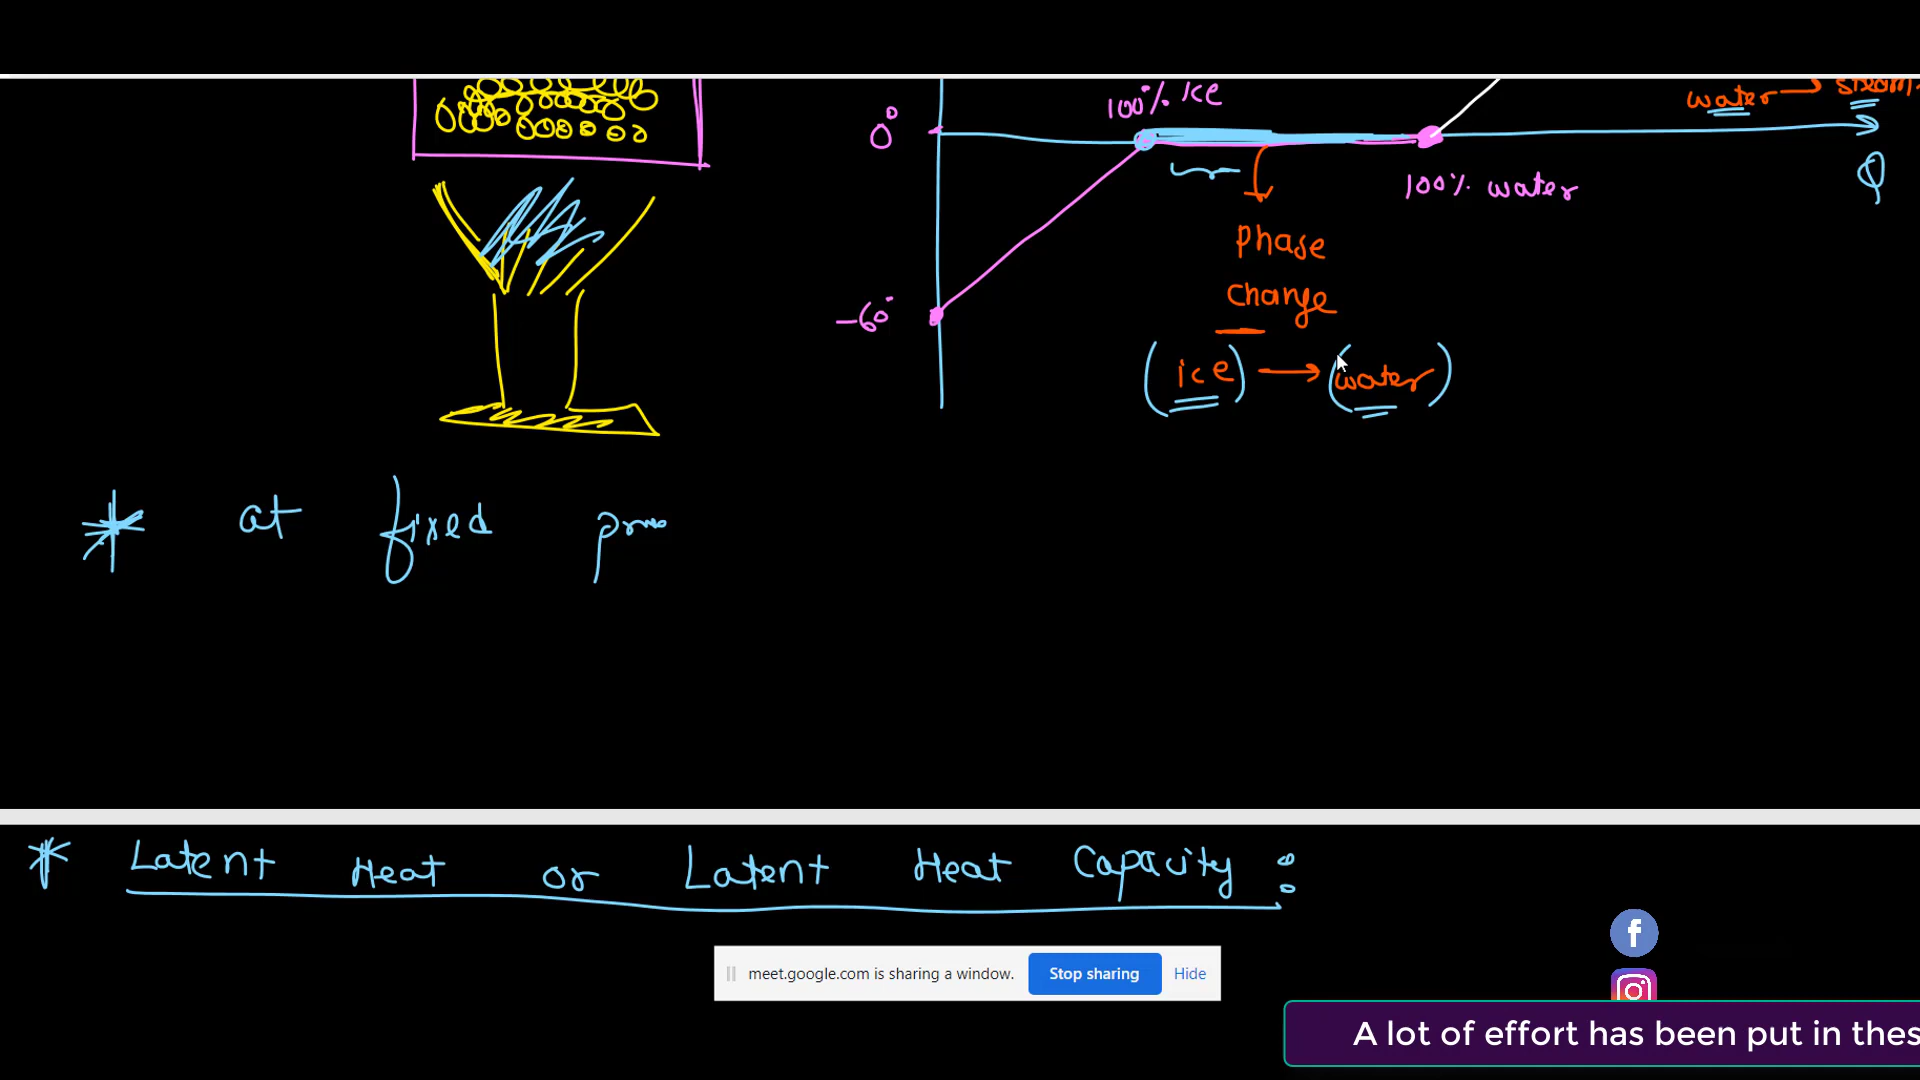 100% Ice
water → steam
0°
Q
100% water
Phase
change
-60°
(ice) → (water)
* at fixed
* Latent Heat or Latent Heat Capacity :
meet.google.com is sharing a window. Stop sharing Hide
f
A lot of effort has been put in thes